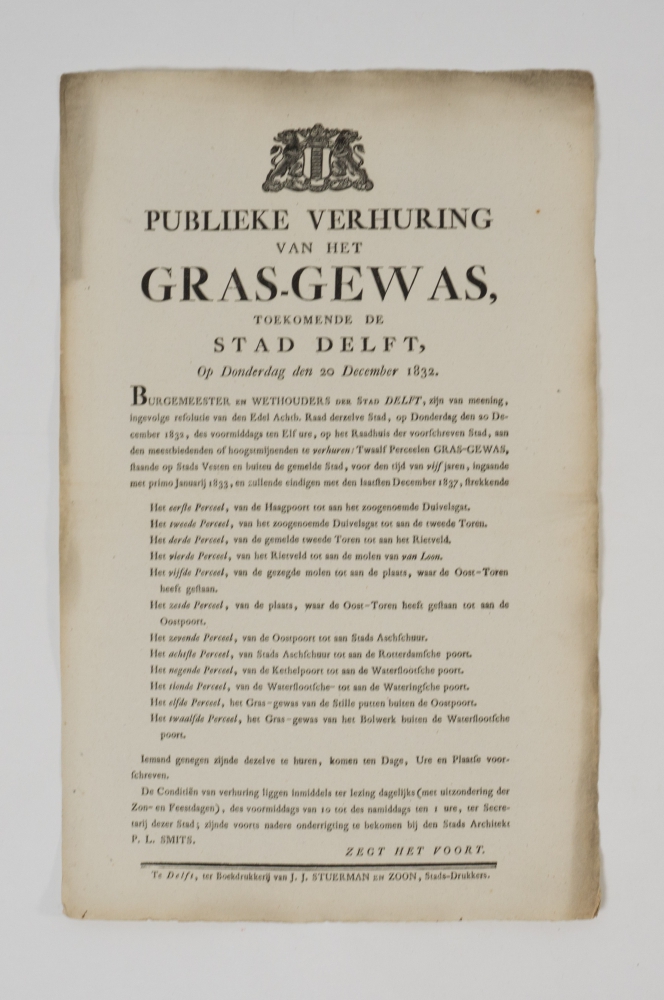 PUBLIEKE VERHURING
VAN HET
GRAS-GEWAS,
TOEKOMENDE DE
STAD DELFT,
Op Donderdag den 20 December 1832.
BURGEMEESTER EN WETHOUDERS DER STAD DELFT, zijn van meening,
ingevolge reſolutie van den Edel Achtb. Raad derzelve Stad, op Donderdag den 20 De-
cember 1832, des voormiddags ten Elf ure, op het Raadhuis der voorſchreven Stad, aan
den meestbiedenden of hoogstmijnenden te verhuren: Twaalf Perceelen GRAS-GEWAS,
ſtaande op Stads Vesten en buiten de gemelde Stad, voor den tijd van vijf jaren, ingaande
met primo Januarij 1833, en zullende eindigen met den laatſten December 1837, ſtrekkende
Het eerſte Perceel, van de Haagpoort tot aan het zoogenoemde Duivelsgat.
Het tweede Perceel, van het zoogenoemde Duivelsgat tot aan de tweede Toren.
Het derde Perceel, van de gemelde tweede Toren tot aan het Rietveld.
Het vierde Perceel, van het Rietveld tot aan de molen van van Loon.
Het vijfde Perceel, van de gezegde molen tot aan de plaats, waar de Oost-Toren
heeft geſtaan.
Het zesde Perceel, van de plaats, waar de Oost-Toren heeft geſtaan tot aan de
Oostpoort.
Het zevende Perceel, van de Oostpoort tot aan Stads Aschſchuur.
Het achtſte Perceel, van Stads Aschſchuur tot aan de Rotterdamſche poort.
Het negende Perceel, van de Kethelpoort tot aan de Waterſlootſche poort.
Het tiende Perceel, van de Waterſlootſche- tot aan de Wateringſche poort.
Het elfde Perceel, het Gras-gewas van de Stille putten buiten de Oostpoort.
Het twaalfde Perceel, het Gras-gewas van het Bolwerk buiten de Waterſlootſche
poort.
Iemand genegen zijnde dezelve te huren, komen ten Dage, Ure en Plaatſe voor-
ſchreven.
De Conditiën van verhuring liggen inmiddels ter lezing dagelijks (met uitzondering der
Zon- en Feestdagen), des voormiddags van 10 tot des namiddags ten 1 ure, ter Secre-
tarij dezer Stad; zijnde voorts nadere onderrigting te bekomen bij den Stads Architekt
P. L. SMITS.
ZEGT HET VOORT.
Te Delft, ter Boekdrukkerij van J. J. STUERMAN EN ZOON, Stads-Drukkers.